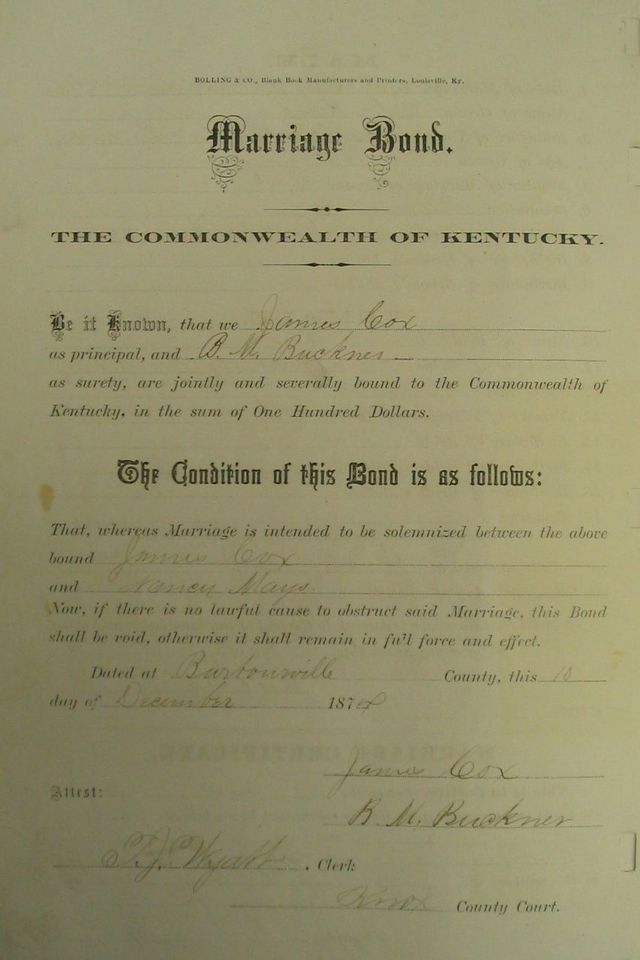 BOLLING & CO., Blank Book Manufacturers and Printers, Louisville, Ky.
Marriage Bond.
THE COMMONWEALTH OF KENTUCKY.
Be it Known, that we James Cox
as principal, and B. M. Buckner
as surety, are jointly and severally bound to the Commonwealth of
Kentucky, in the sum of One Hundred Dollars.
The Condition of this Bond is as follows:
That, whereas Marriage is intended to be solemnized between the above
bound James Cox
and Nancy Mays
Now, if there is no lawful cause to obstruct said Marriage, this Bond
shall be void, otherwise it shall remain in full force and effect.
Dated at Barbourville County, this 10
day of December 187
James Cox
Attest:
B. M. Buckner
T. J. Wyatt, Clerk
Knox County Court.